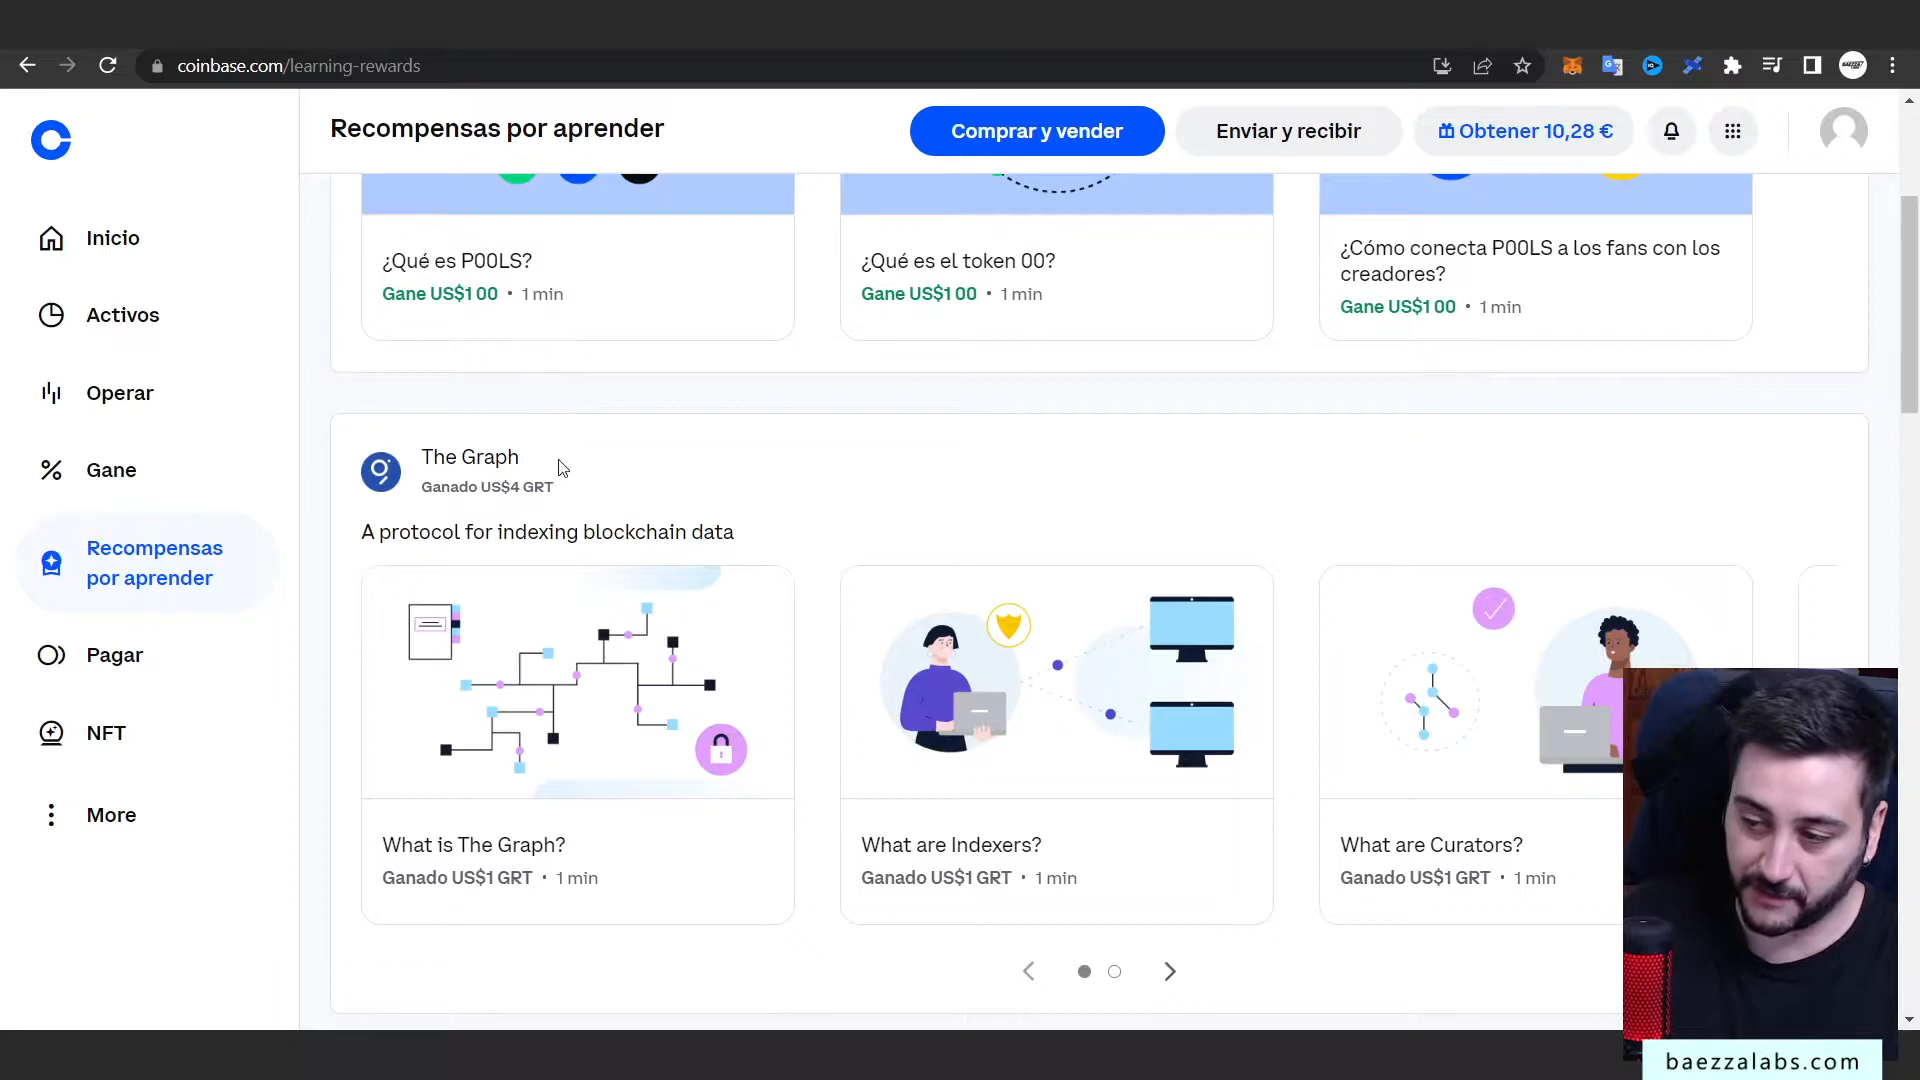 coinbase.com/learning-rewards
Recompensas por aprender
Comprar y vender
Enviar y recibir
Obtener 10,28 €
Inicio
Activos
Operar
Gane
Recompensas
por aprender
Pagar
NFT
More
¿Qué es P00LS?
Gane US$1 00 • 1 min
¿Qué es el token 00?
Gane US$1 00 • 1 min
¿Cómo conecta P00LS a los fans con los
creadores?
Gane US$1 00 • 1 min
The Graph
Ganado US$4 GRT
A protocol for indexing blockchain data
What is The Graph?
Ganado US$1 GRT • 1 min
What are Indexers?
Ganado US$1 GRT • 1 min
What are Curators?
Ganado US$1 GRT • 1 min
baezzalabs.com